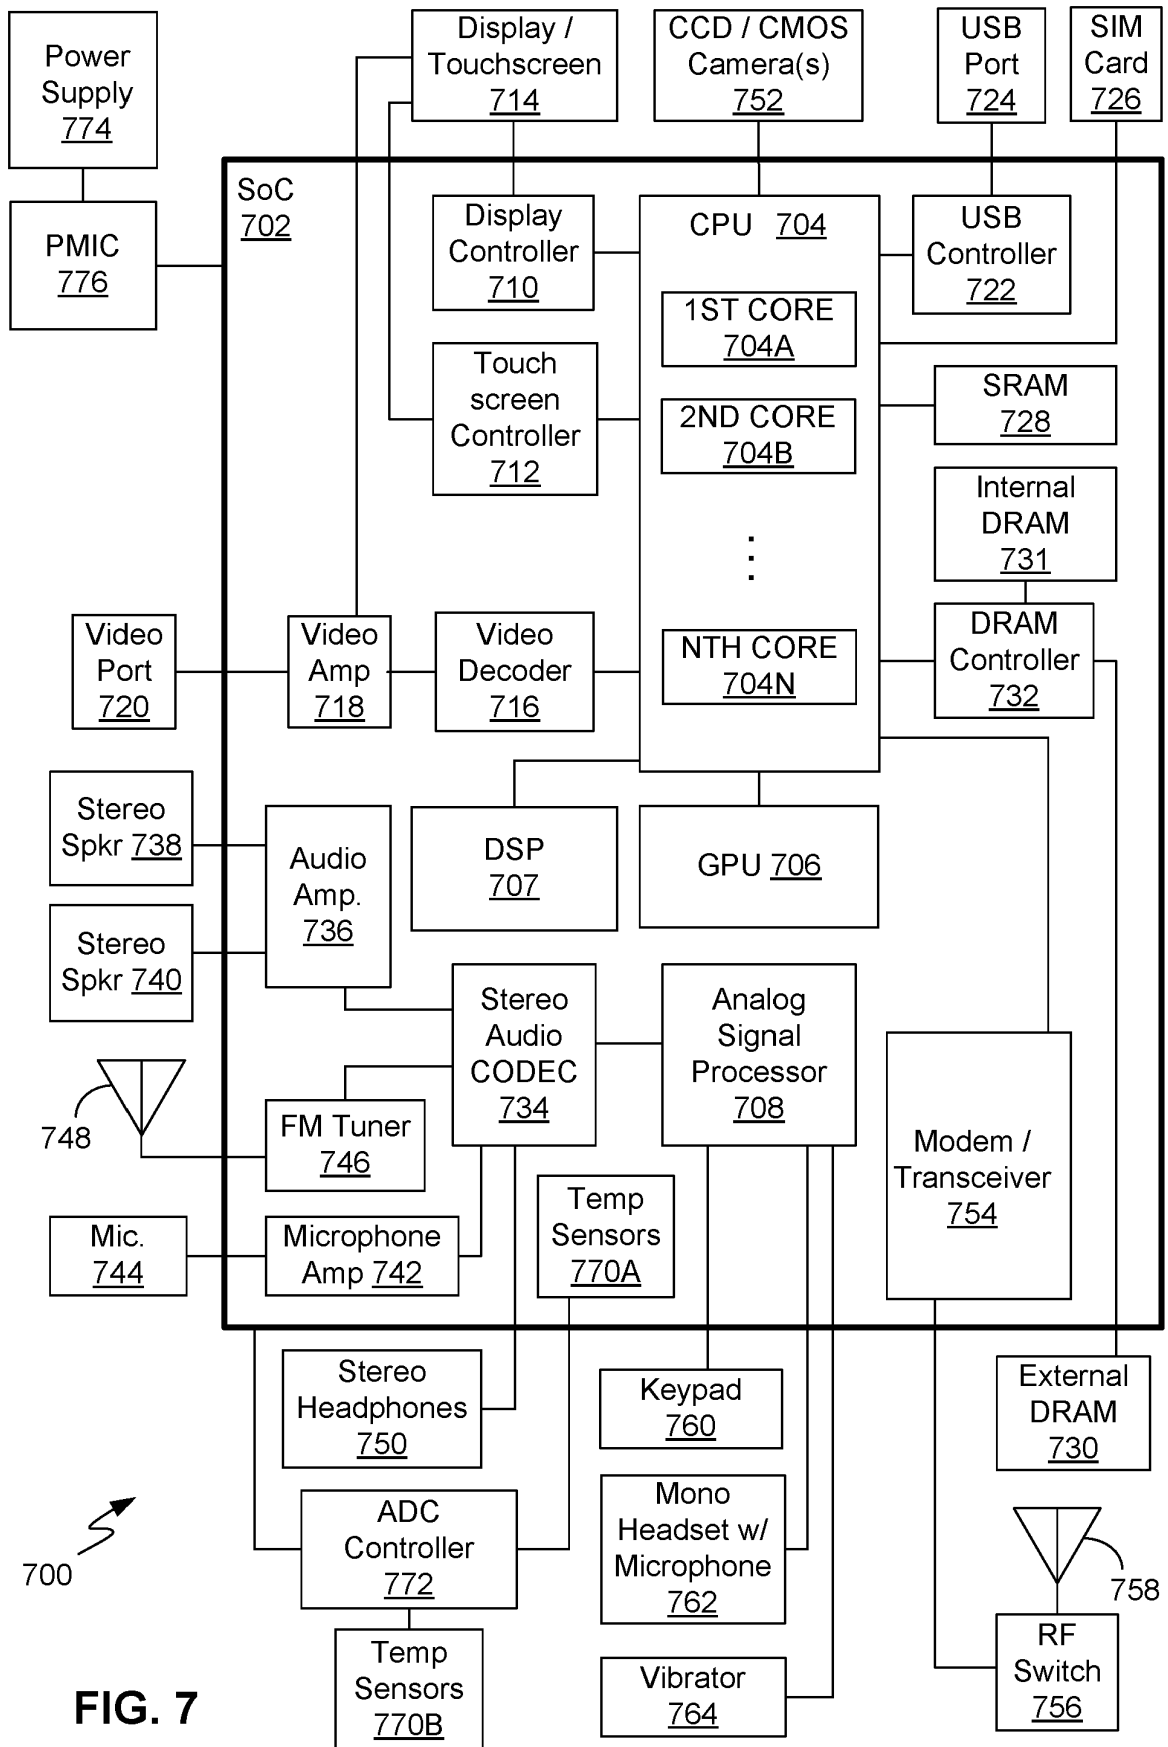 Power
Supply
774
PMIC
776
Display /
Touchscreen
714
CCD / CMOS
Camera(s)
752
USB
Port
724
SIM
Card
726
SoC
702
Display
Controller
710
CPU 704
USB
Controller
722
1ST CORE
704A
Touch
screen
Controller
712
2ND CORE
704B
SRAM
728
Internal
DRAM
731
Video
Port
720
Video
Amp
718
Video
Decoder
716
NTH CORE
704N
DRAM
Controller
732
Stereo
Spkr 738
Audio
Amp.
736
DSP
707
GPU 706
Stereo
Spkr 740
Stereo
Audio
CODEC
734
Analog
Signal
Processor
708
748
FM Tuner
746
Modem /
Transceiver
754
Mic.
744
Microphone
Amp 742
Temp
Sensors
770A
Stereo
Headphones
750
Keypad
760
External
DRAM
730
700
ADC
Controller
772
Mono
Headset w/
Microphone
762
758
Temp
Sensors
770B
Vibrator
764
RF
Switch
756
FIG. 7